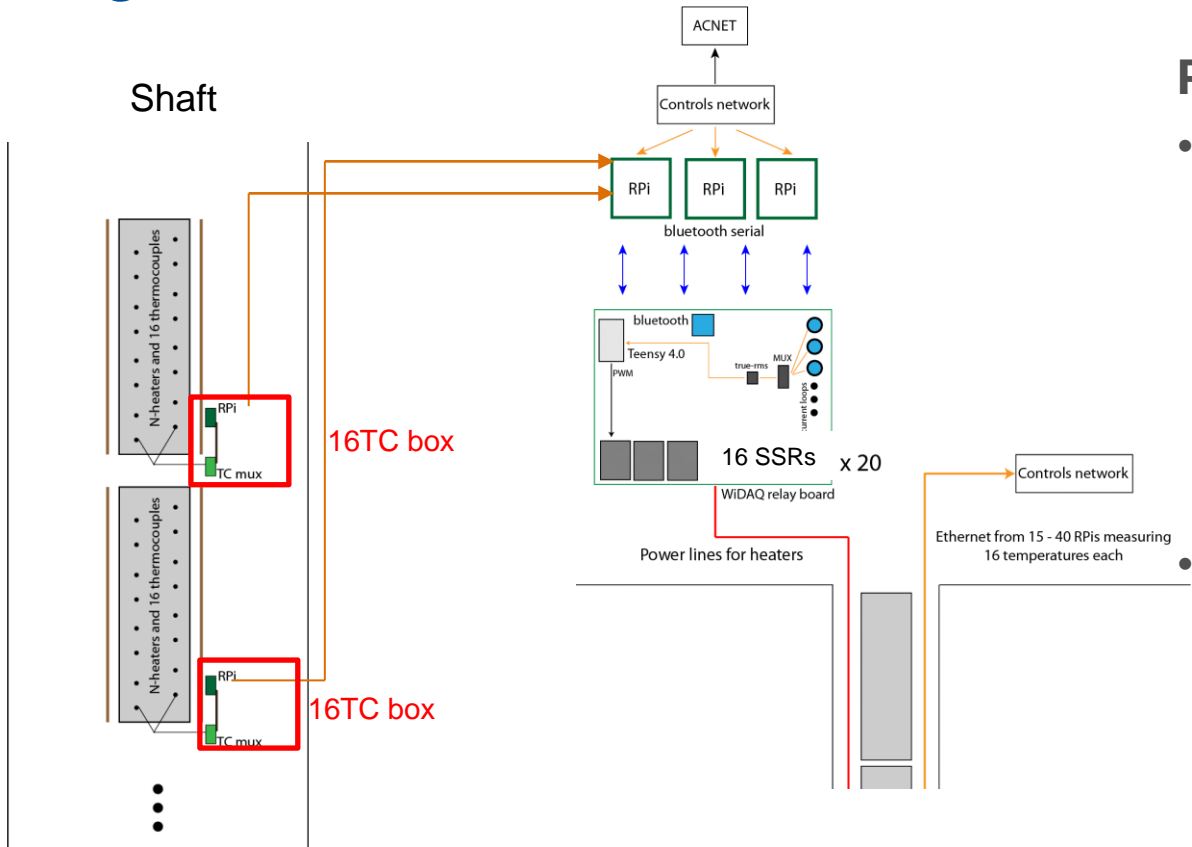 ACNET
Shaft
Controls network
RPi
RPi
RPi
bluetooth serial
N-heaters and 16 thermocouples
RPi
TC mux
16TC box
bluetooth
Teensy 4.0
PWM
true-rms
MUX
16 SSRs
x 20
WiDAQ relay board
Controls network
Ethernet from 15 - 40 RPis measuring
16 temperatures each
Power lines for heaters
N-heaters and 16 thermocouples
RPi
TC mux
16TC box